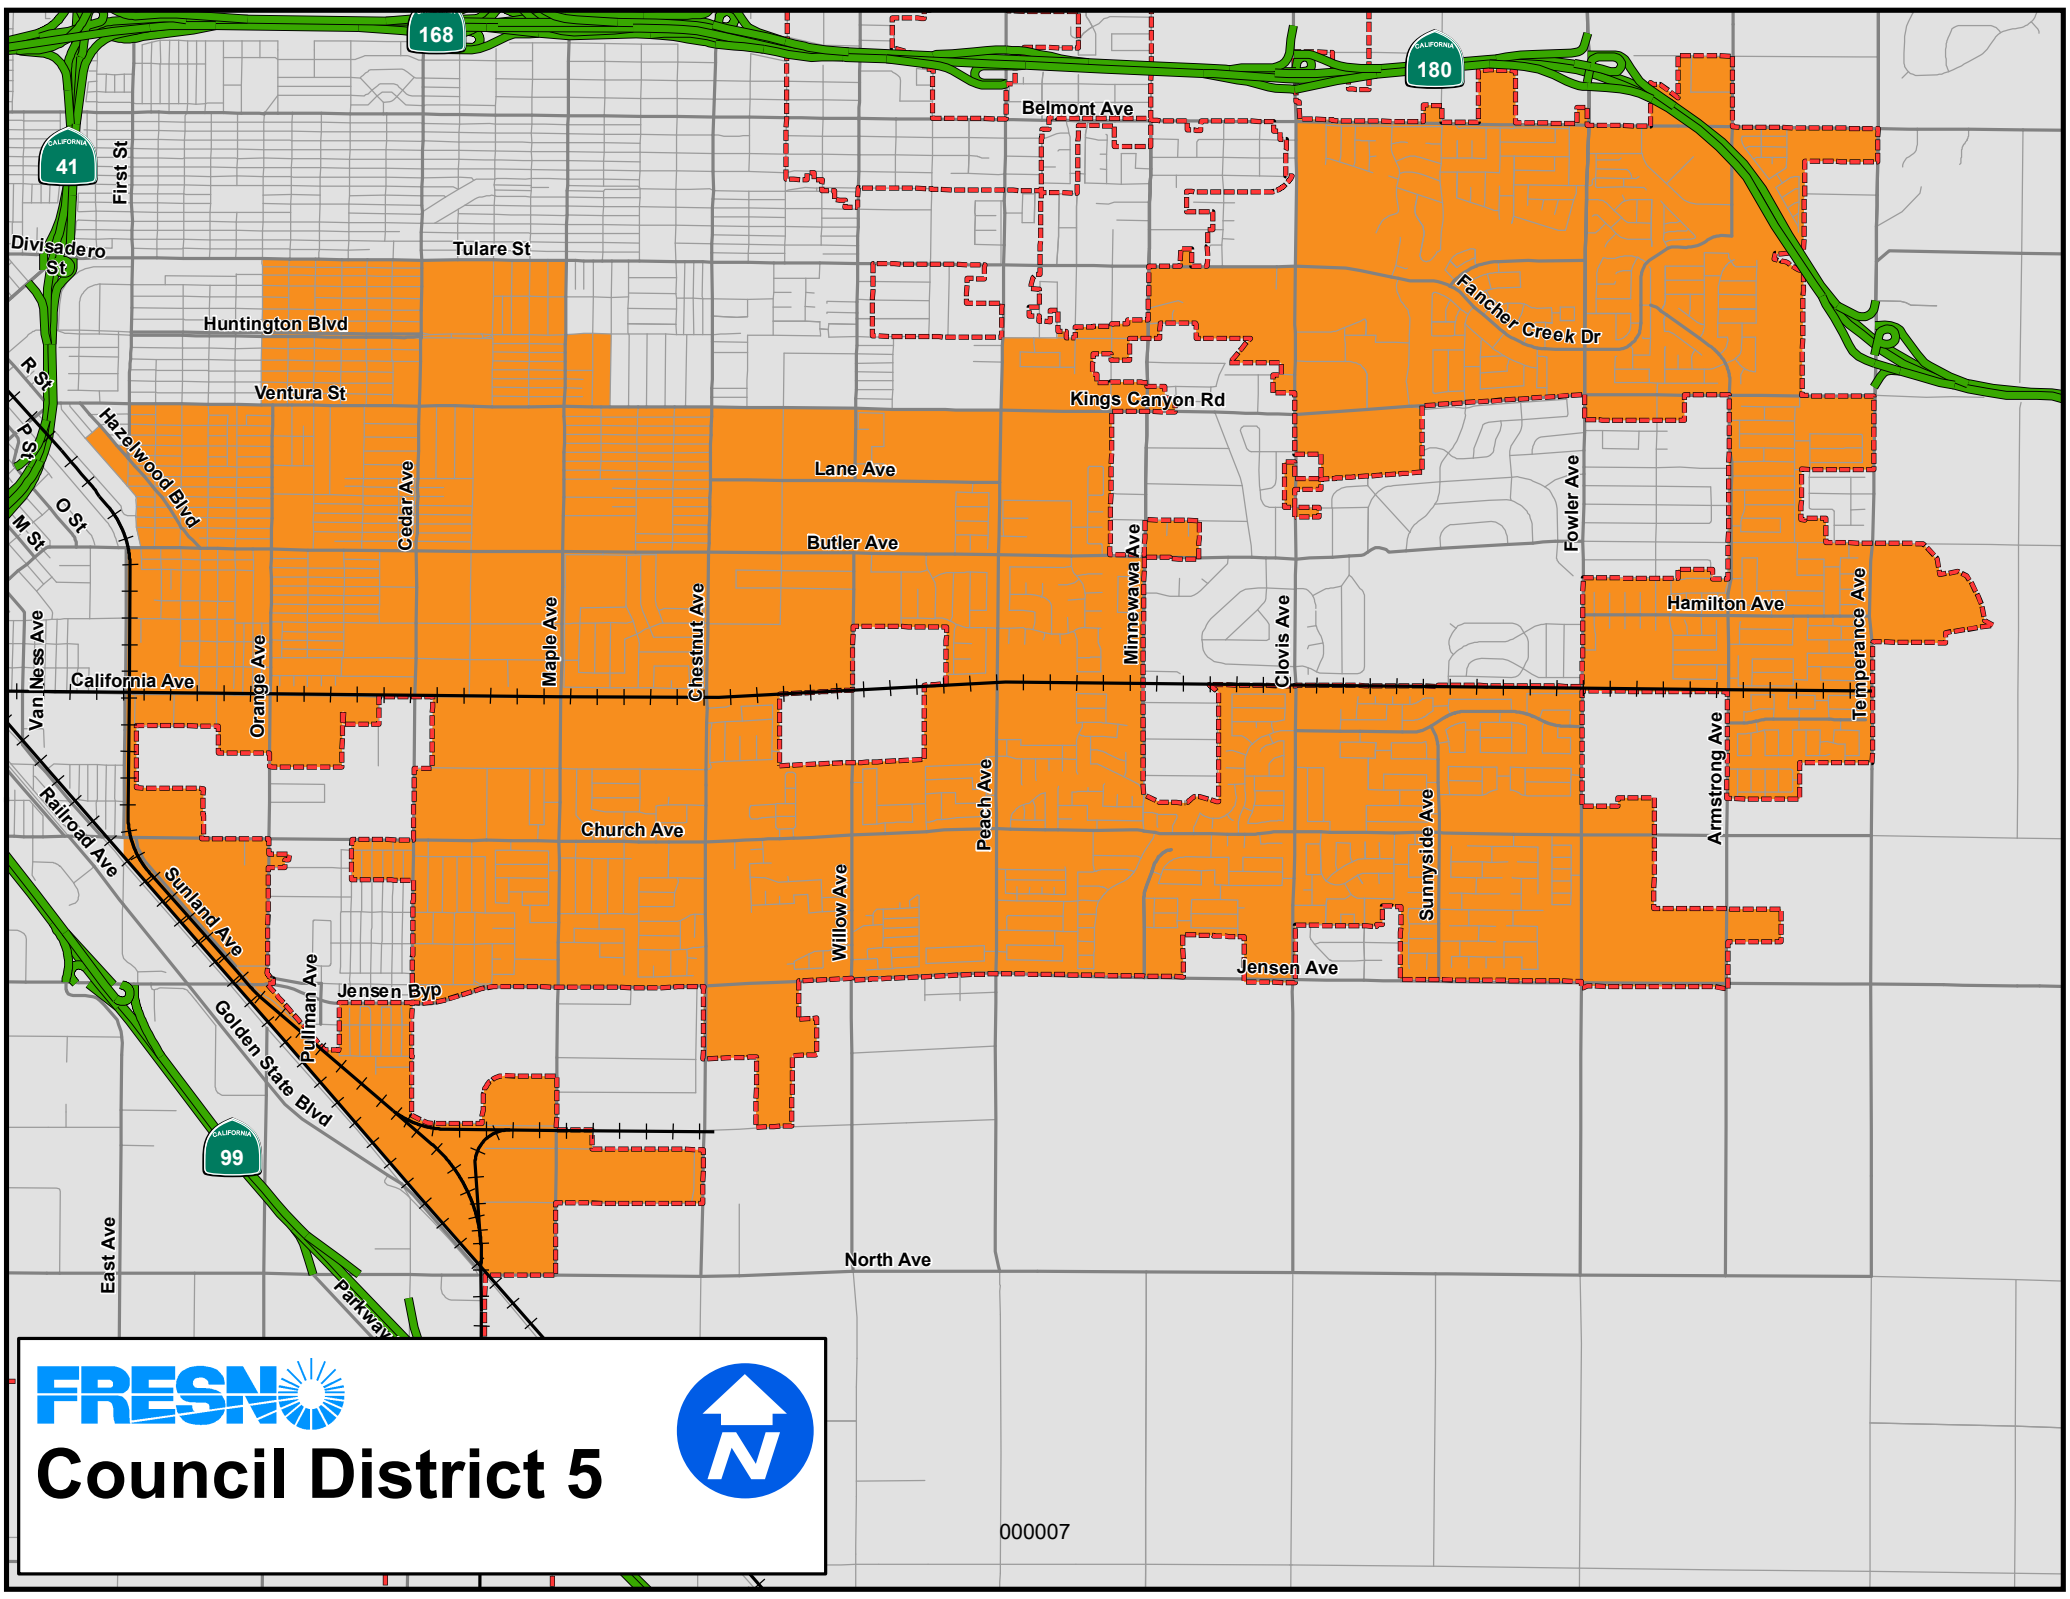 168
CALIFORNIA
180
Belmont Ave
CALIFORNIA
41
First St
Divisadero
St
Tulare St
Fancher Creek Dr
Huntington Blvd
R St
Ventura St
Kings Canyon Rd
P St
Hazelwood Blvd
Lane Ave
Cedar Ave
Fowler Ave
O St
M St
Butler Ave
Minnewawa Ave
Hamilton Ave
Temperance Ave
Van Ness Ave
Orange Ave
Maple Ave
Chestnut Ave
Clovis Ave
California Ave
Armstrong Ave
Railroad Ave
Church Ave
Peach Ave
Sunnyside Ave
Sunland Ave
Willow Ave
Jensen Ave
Pullman Ave
Jensen Byp
Golden State Blvd
CALIFORNIA
99
East Ave
North Ave
Parkway
FRESNO
Council District 5
N
000007